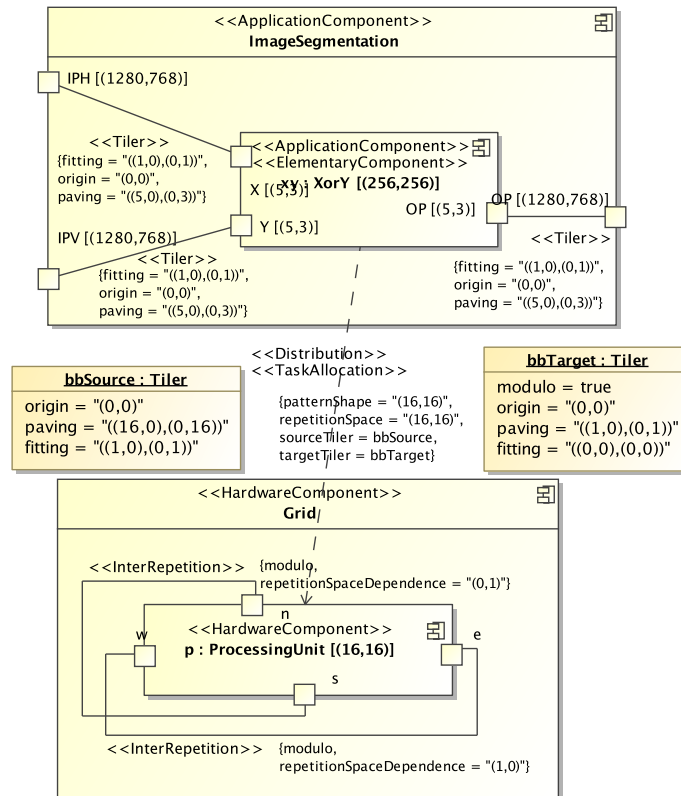 <<ApplicationComponent>>
ImageSegmentation
IPH [(1280,768)]
<<Tiler>>
{fitting = "((1,0),(0,1))",
origin = "(0,0)",
paving = "((5,0),(0,3))"}
<<ApplicationComponent>>
<<ElementaryComponent>>
xy : XorY [(256,256)]
X [(5,3)]
OP [(5,3)]
OP [(1280,768)]
Y [(5,3)]
IPV [(1280,768)]
<<Tiler>>
{fitting = "((1,0),(0,1))",
origin = "(0,0)",
paving = "((5,0),(0,3))"}
<<Tiler>>
{fitting = "((1,0),(0,1))",
origin = "(0,0)",
paving = "((5,0),(0,3))"}
<<Distribution>>
<<TaskAllocation>>
{patternShape = "(16,16)",
repetitionSpace = "(16,16)",
sourceTiler = bbSource,
targetTiler = bbTarget}
bbSource : Tiler
origin = "(0,0)"
paving = "((16,0),(0,16))"
fitting = "((1,0),(0,1))"
bbTarget : Tiler
modulo = true
origin = "(0,0)"
paving = "((1,0),(0,1))"
fitting = "((0,0),(0,0))"
<<HardwareComponent>>
Grid
<<InterRepetition>>
{modulo,
repetitionSpaceDependence = "(0,1)"}
n
<<HardwareComponent>>
p : ProcessingUnit [(16,16)]
w
e
s
<<InterRepetition>>
{modulo,
repetitionSpaceDependence = "(1,0)"}